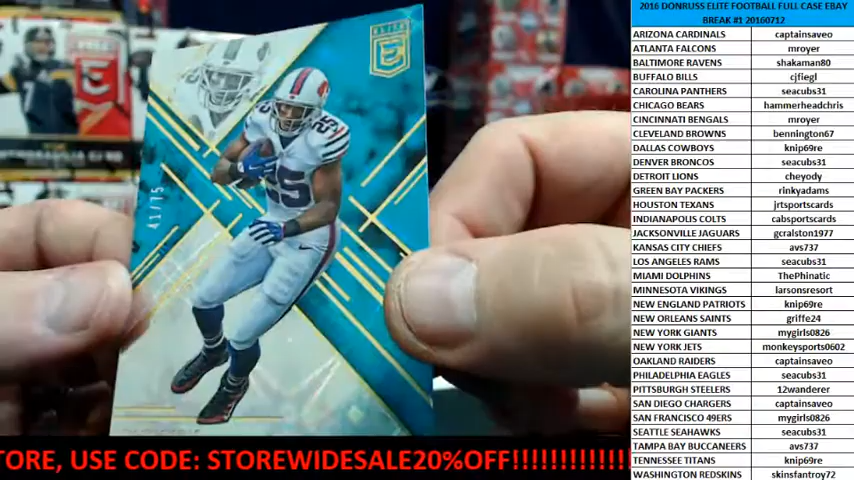 2016 DONRUSS ELITE FOOTBALL FULL CASE EBAY
BREAK #1 20160712
ARIZONA CARDINALS captainsaveo
ATLANTA FALCONS mroyer
BALTIMORE RAVENS shakaman80
BUFFALO BILLS cjfiegl
CAROLINA PANTHERS seacubs31
CHICAGO BEARS hammerheadchris
CINCINNATI BENGALS mroyer
CLEVELAND BROWNS bennington67
DALLAS COWBOYS knip69re
DENVER BRONCOS seacubs31
DETROIT LIONS cheyody
GREEN BAY PACKERS rinkyadams
HOUSTON TEXANS jrtsportscards
INDIANAPOLIS COLTS cabsportscards
JACKSONVILLE JAGUARS gcralston1977
KANSAS CITY CHIEFS avs737
LOS ANGELES RAMS seacubs31
MIAMI DOLPHINS ThePhinatic
MINNESOTA VIKINGS larsonsresort
NEW ENGLAND PATRIOTS knip69re
NEW ORLEANS SAINTS griffe24
NEW YORK GIANTS mygirls0826
NEW YORK JETS monkeysports0602
OAKLAND RAIDERS captainsaveo
PHILADELPHIA EAGLES seacubs31
PITTSBURGH STEELERS 12wanderer
SAN DIEGO CHARGERS captainsaveo
SAN FRANCISCO 49ERS mygirls0826
SEATTLE SEAHAWKS seacubs31
TAMPA BAY BUCCANEERS avs737
TENNESSEE TITANS knip69re
WASHINGTON REDSKINS skinsfantroy72
ELITE
E
25
25
41/75
TORE, USE CODE: STOREWIDESALE20%OFF!!!!!!!!!!!!!